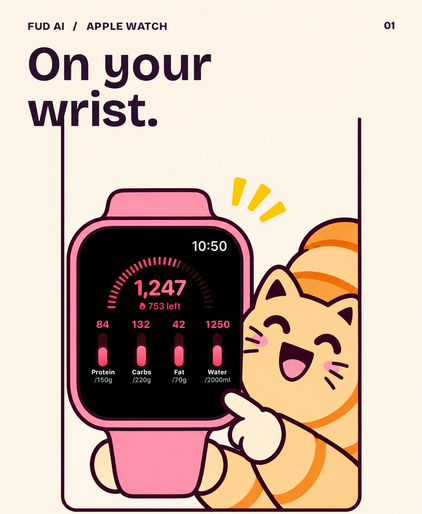 FUD AI / APPLE WATCH
01
On your
wrist.
10:50
1,247
753 left
84 132 42 1250
Protein Carbs Fat Water
/150g /220g /70g /2000ml